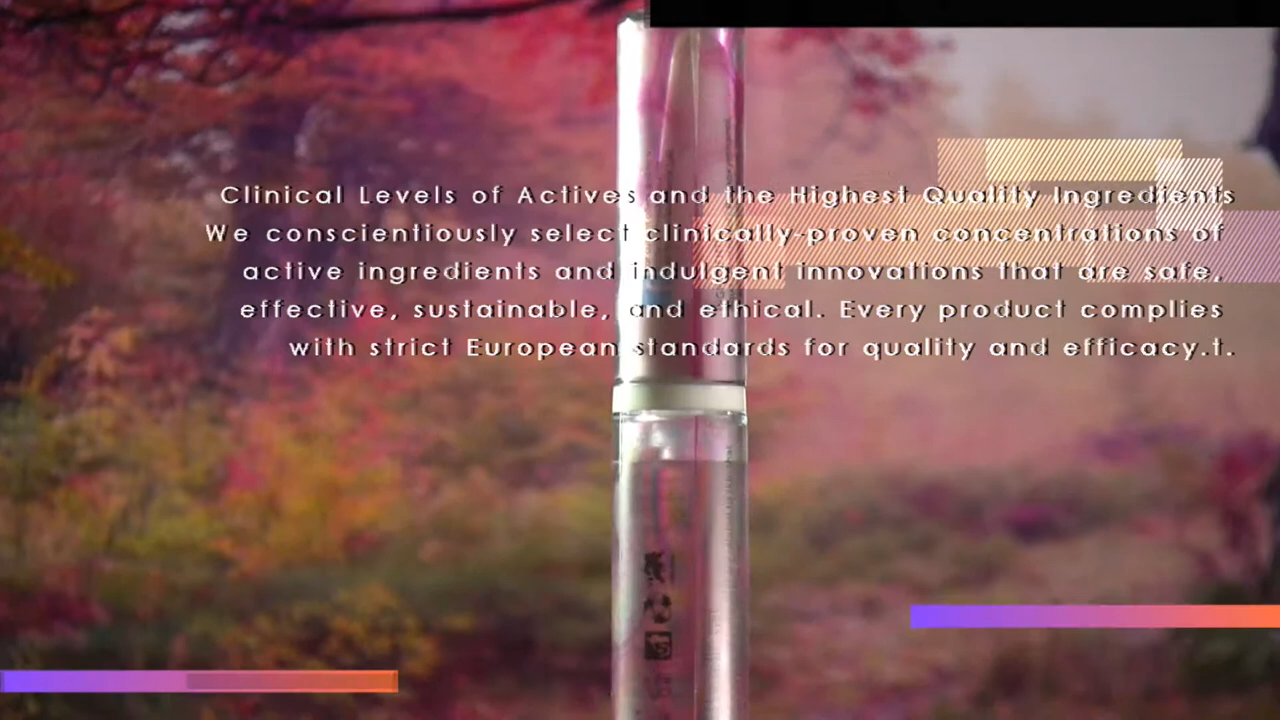 Clinical Levels of Actives and the Highest Quality Ingredients
We conscientiously select clinically-proven concentrations of
active ingredients and indulgent innovations that are safe,
effective, sustainable, and ethical. Every product complies
with strict European standards for quality and efficacy.t.